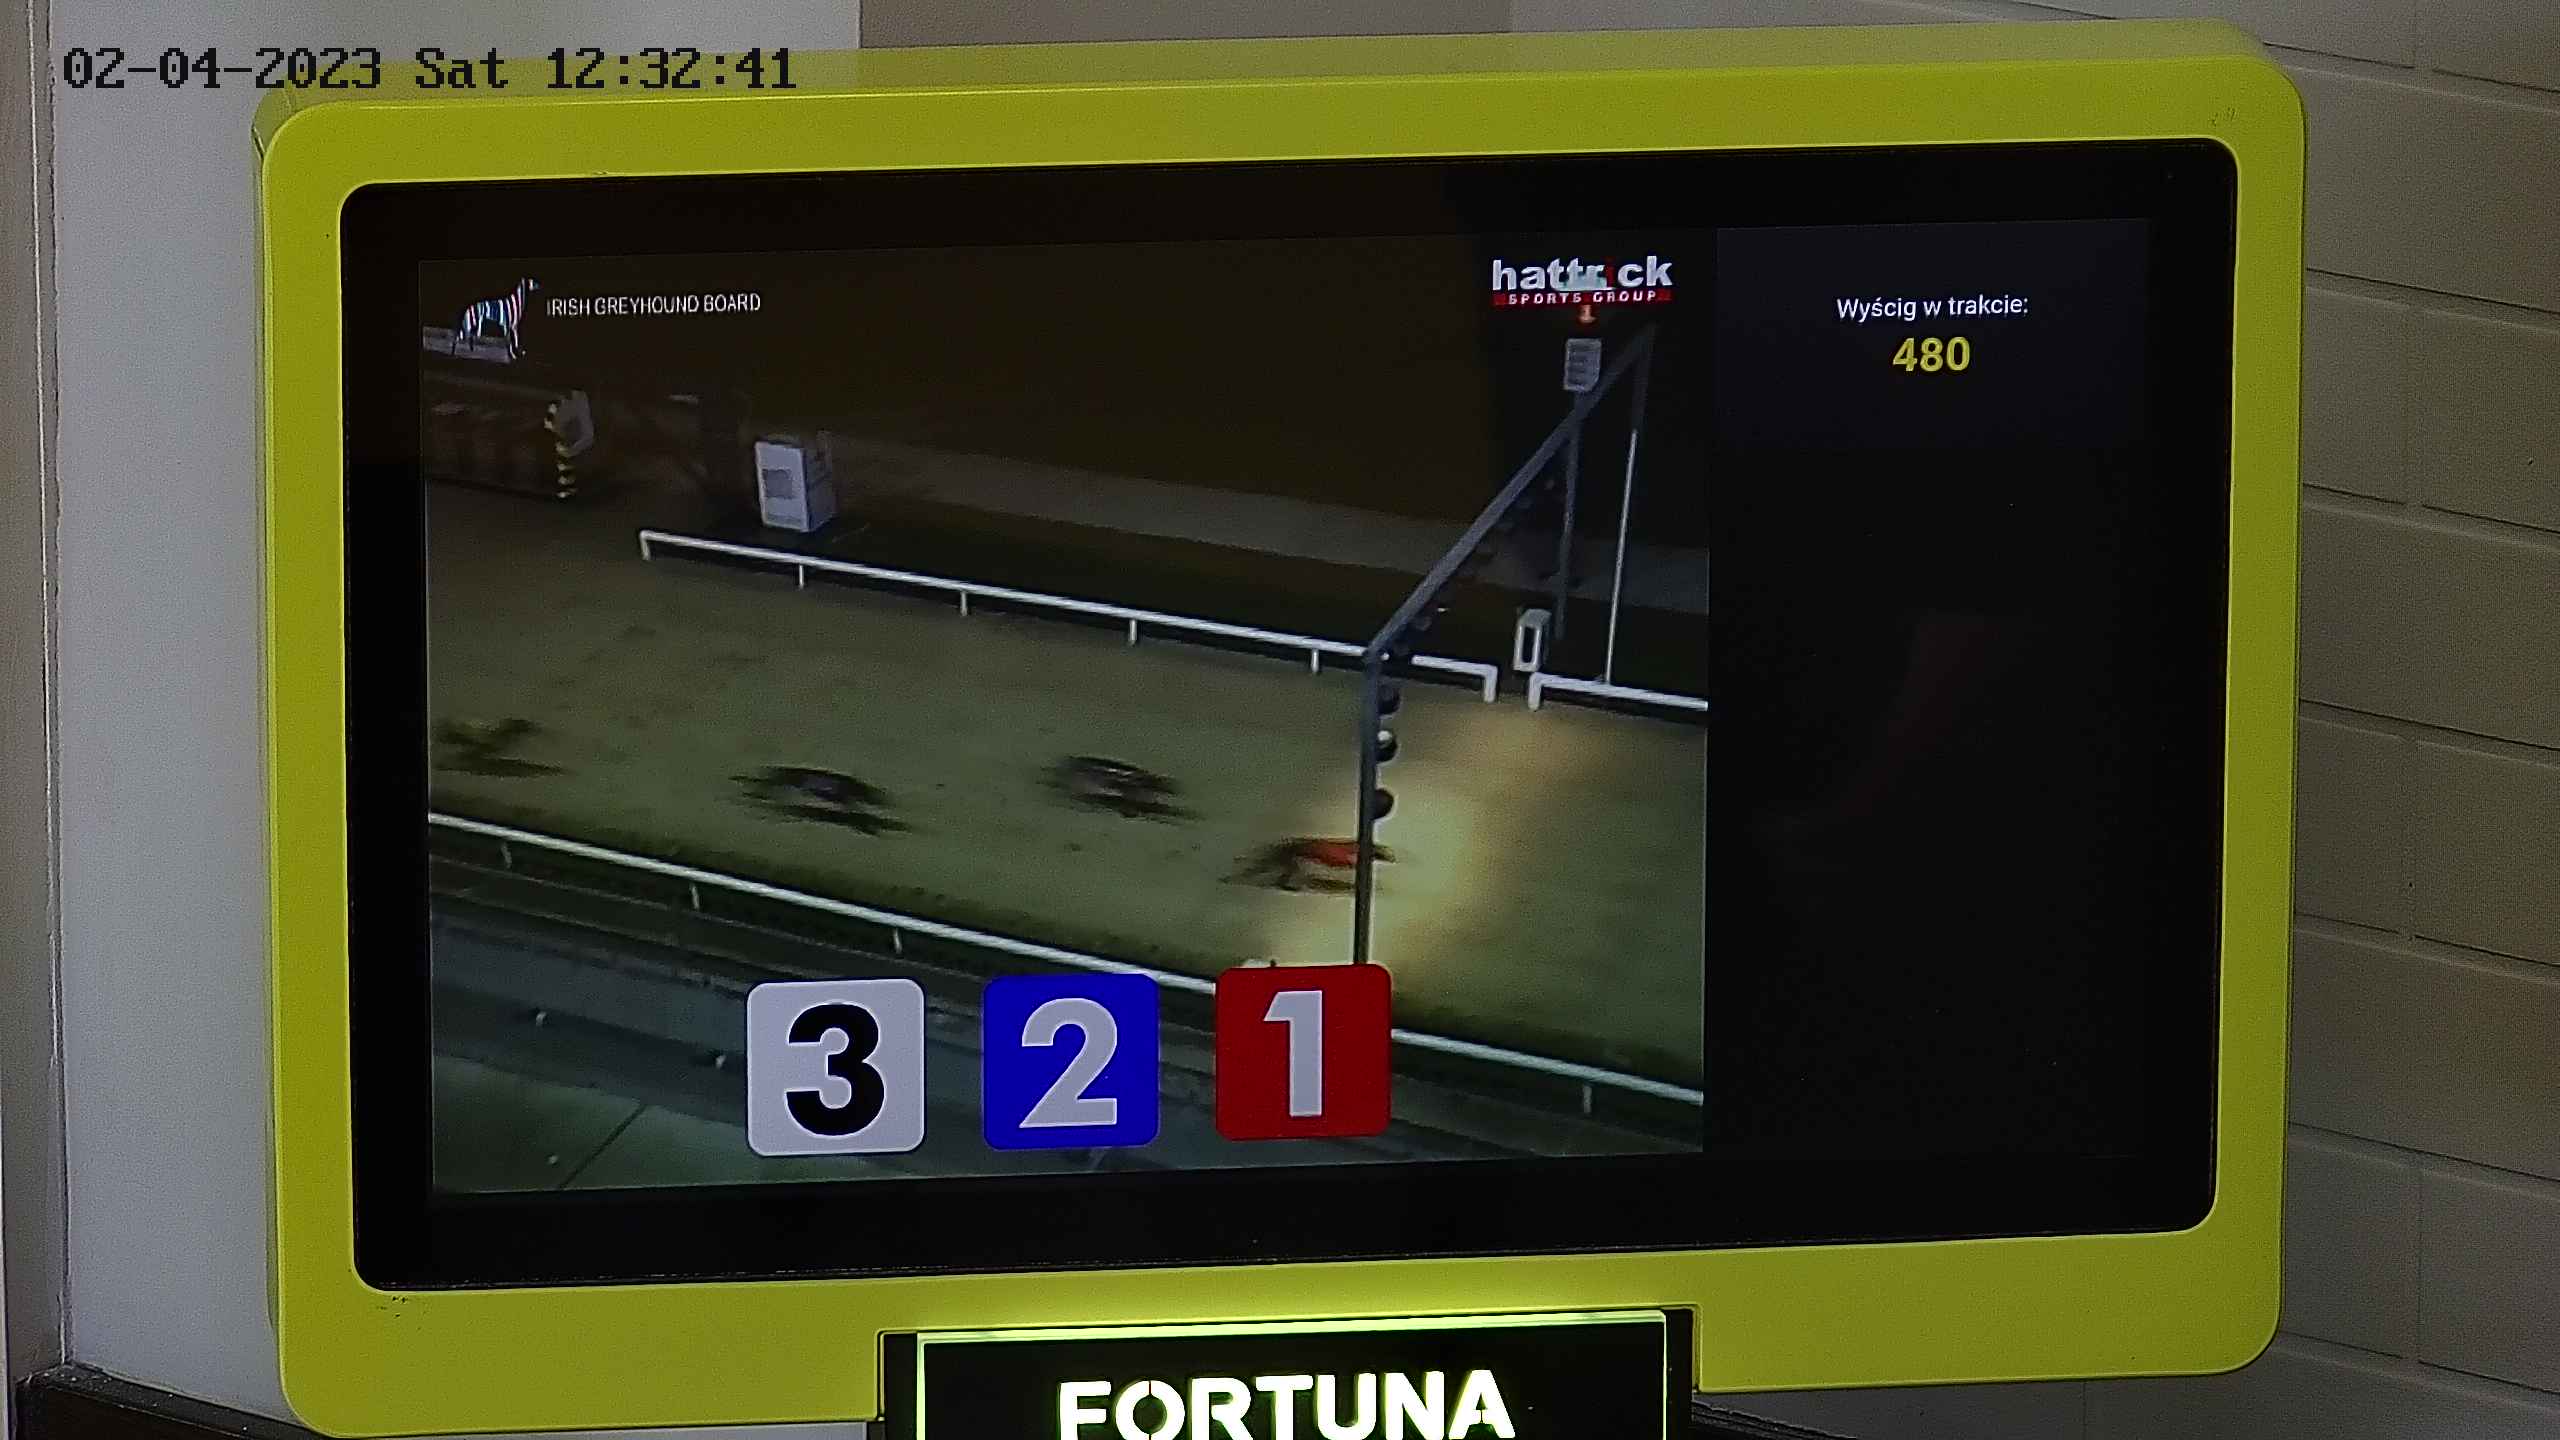 02-04-2023 Sat 12:32:41
IRISH GREYHOUND BOARD
hattrick
SPORTS GROUP
1
Wyścig w trakcie:
480
3 2 1
FORTUNA